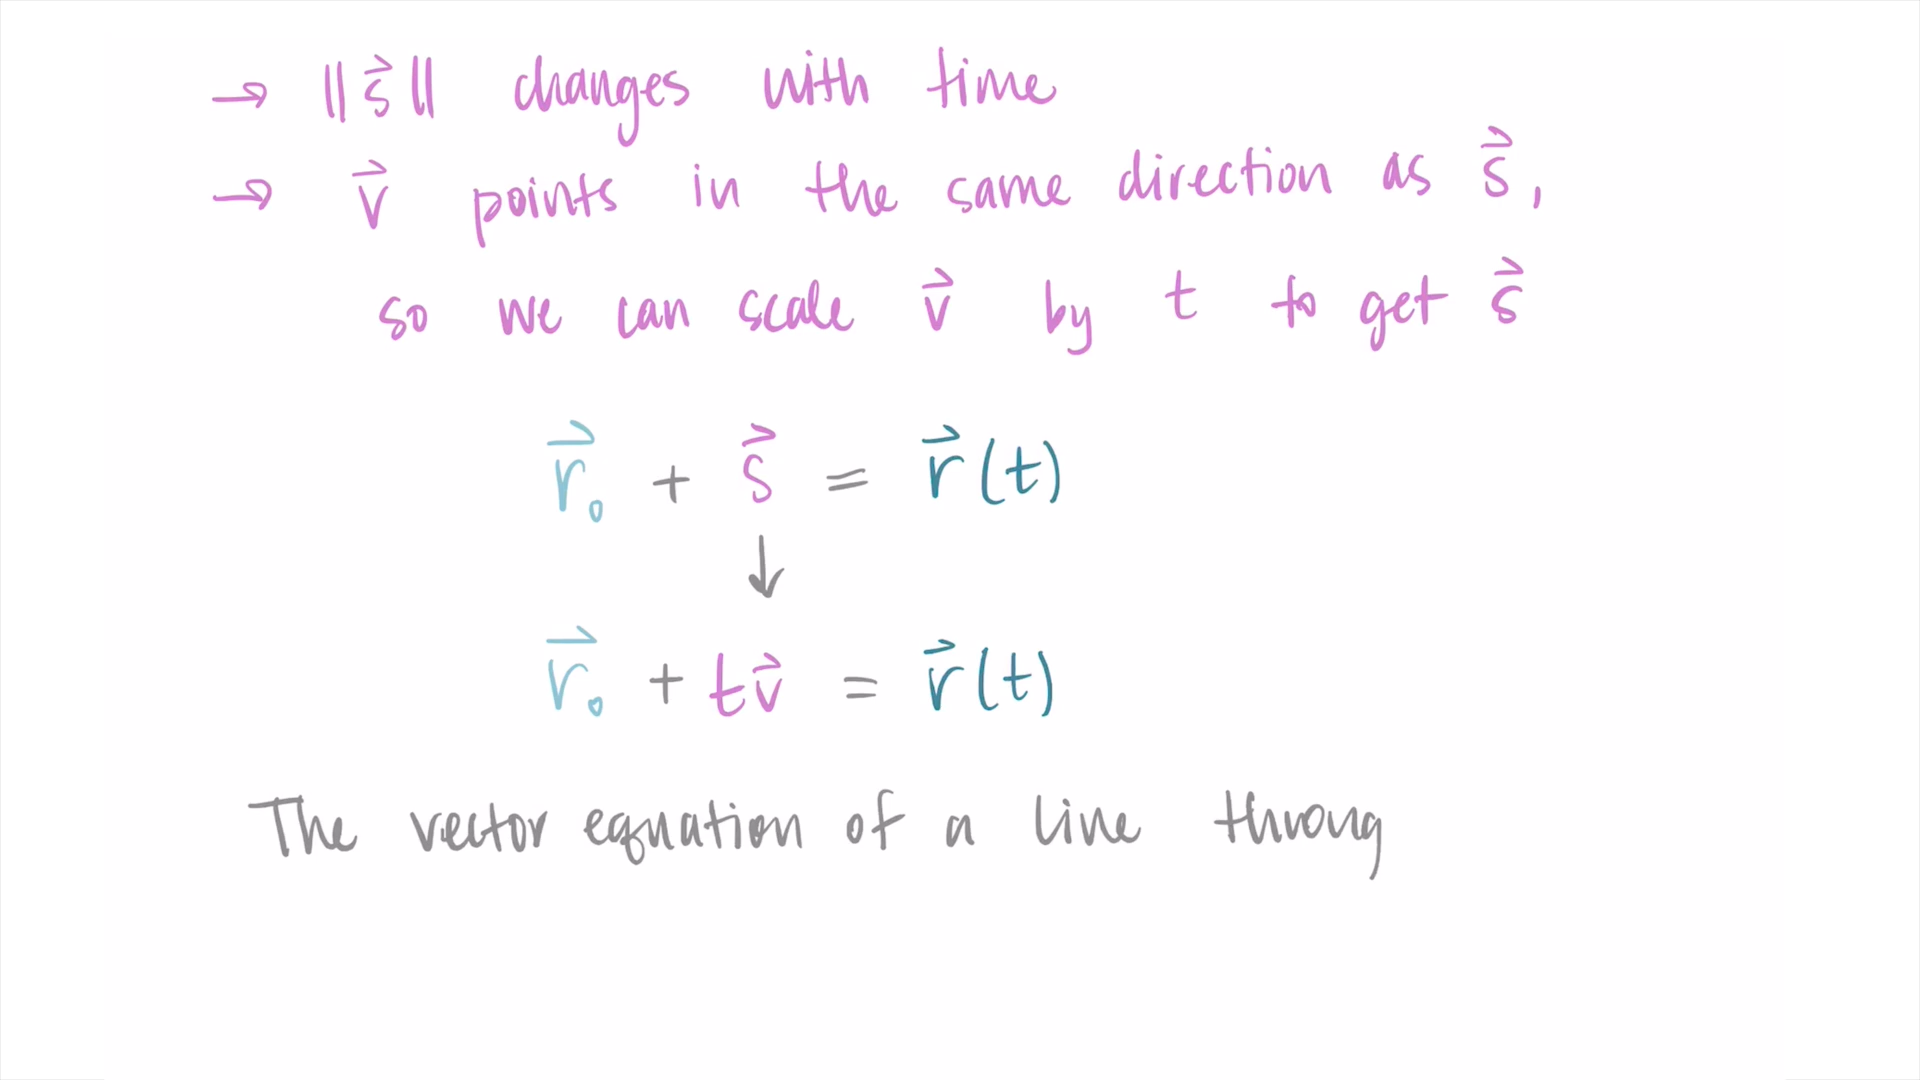 → ||s⃗|| changes with time
→ v⃗ points in the same direction as s⃗,
so we can scale v⃗ by t to get s⃗
r⃗₀ + s⃗ = r⃗(t)
↓
r⃗₀ + tv⃗ = r⃗(t)
The vector equation of a line throug